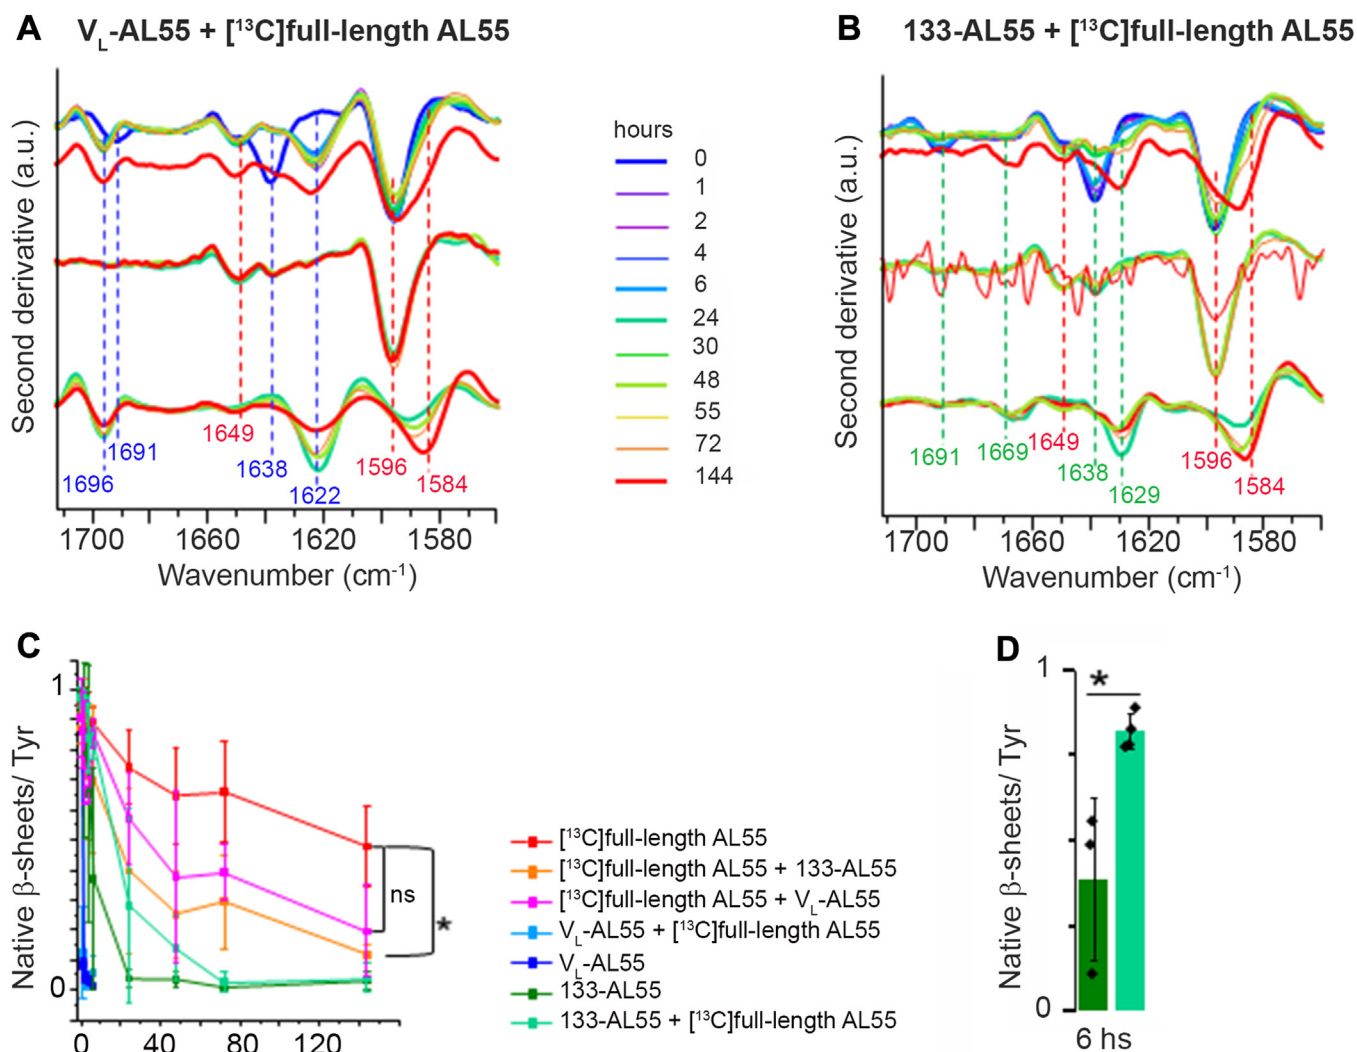 A V_L-AL55 + [¹³C]full-length AL55
B 133-AL55 + [¹³C]full-length AL55
Second derivative (a.u.)
1691
1696
1649
1638
1622
1596
1584
1700 1660 1620 1580
Wavenumber (cm⁻¹)
hours
0
1
2
4
6
24
30
48
55
72
144
Second derivative (a.u.)
1691
1669
1649
1638
1629
1596
1584
1700 1660 1620 1580
Wavenumber (cm⁻¹)
C
Native β-sheets/ Tyr
1
0
0 40 80 120
ns
*
[¹³C]full-length AL55
[¹³C]full-length AL55 + 133-AL55
[¹³C]full-length AL55 + V_L-AL55
V_L-AL55 + [¹³C]full-length AL55
V_L-AL55
133-AL55
133-AL55 + [¹³C]full-length AL55
D
Native β-sheets/ Tyr
1
0
*
6 hs